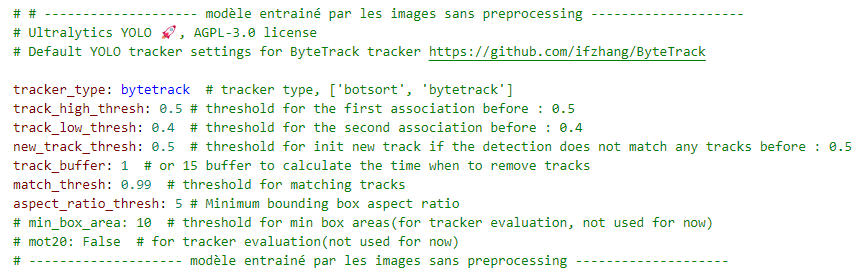 # # -------------------- modèle entrainé par les images sans preprocessing --------------------
# Ultralytics YOLO 🚀, AGPL-3.0 license
# Default YOLO tracker settings for ByteTrack tracker https://github.com/ifzhang/ByteTrack
tracker_type: bytetrack  # tracker type, ['botsort', 'bytetrack']
track_high_thresh: 0.5 # threshold for the first association before : 0.5
track_low_thresh: 0.4  # threshold for the second association before : 0.4
new_track_thresh: 0.5  # threshold for init new track if the detection does not match any tracks before : 0.5
track_buffer: 1  # or 15 buffer to calculate the time when to remove tracks
match_thresh: 0.99  # threshold for matching tracks
aspect_ratio_thresh: 5 # Minimum bounding box aspect ratio
# min_box_area: 10  # threshold for min box areas(for tracker evaluation, not used for now)
# mot20: False  # for tracker evaluation(not used for now)
# -------------------- modèle entrainé par les images sans preprocessing --------------------